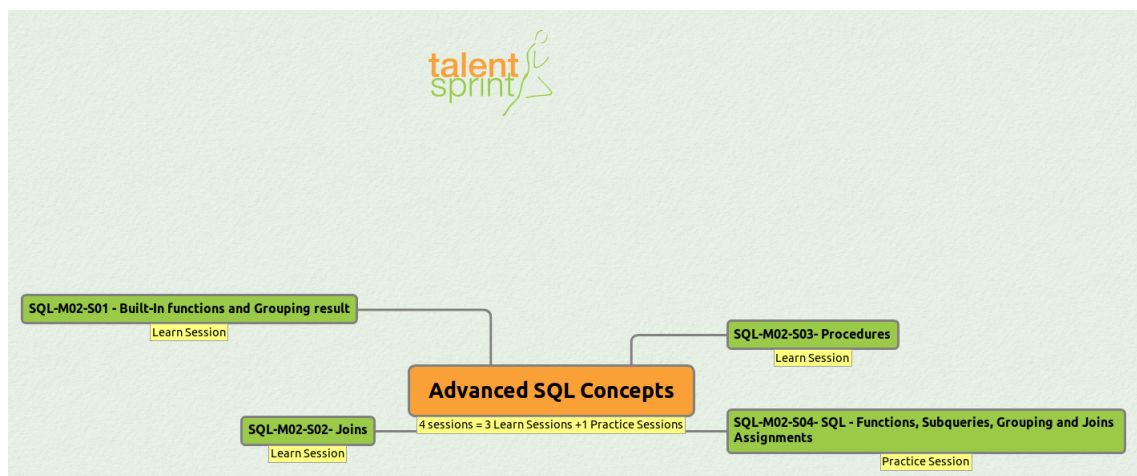 talent
sprint
SQL-M02-S01 - Built-In functions and Grouping result
Learn Session
SQL-M02-S03- Procedures
Learn Session
Advanced SQL Concepts
4 sessions = 3 Learn Sessions +1 Practice Sessions
SQL-M02-S02- Joins
Learn Session
SQL-M02-S04- SQL - Functions, Subqueries, Grouping and Joins
Assignments
Practice Session